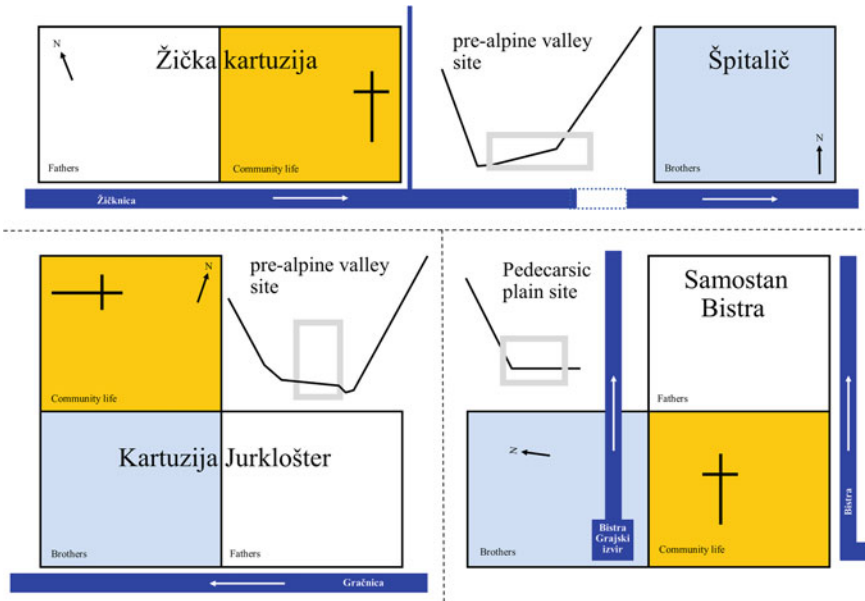 N
Žička kartuzija
Fathers
Community life
pre-alpine valley
site
Špitalič
N
Brothers
Žičknica
N
pre-alpine valley
site
Community life
Kartuzija Jurklošter
Brothers
Fathers
Gračnica
Pedecarsic
plain site
Samostan
Bistra
Fathers
N
Bistra
Grajski
izvir
Brothers
Community life
Bistra